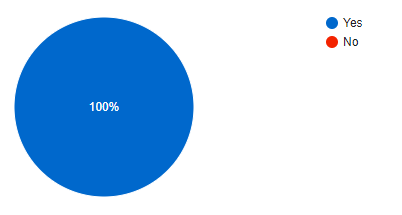 Yes
No
100%